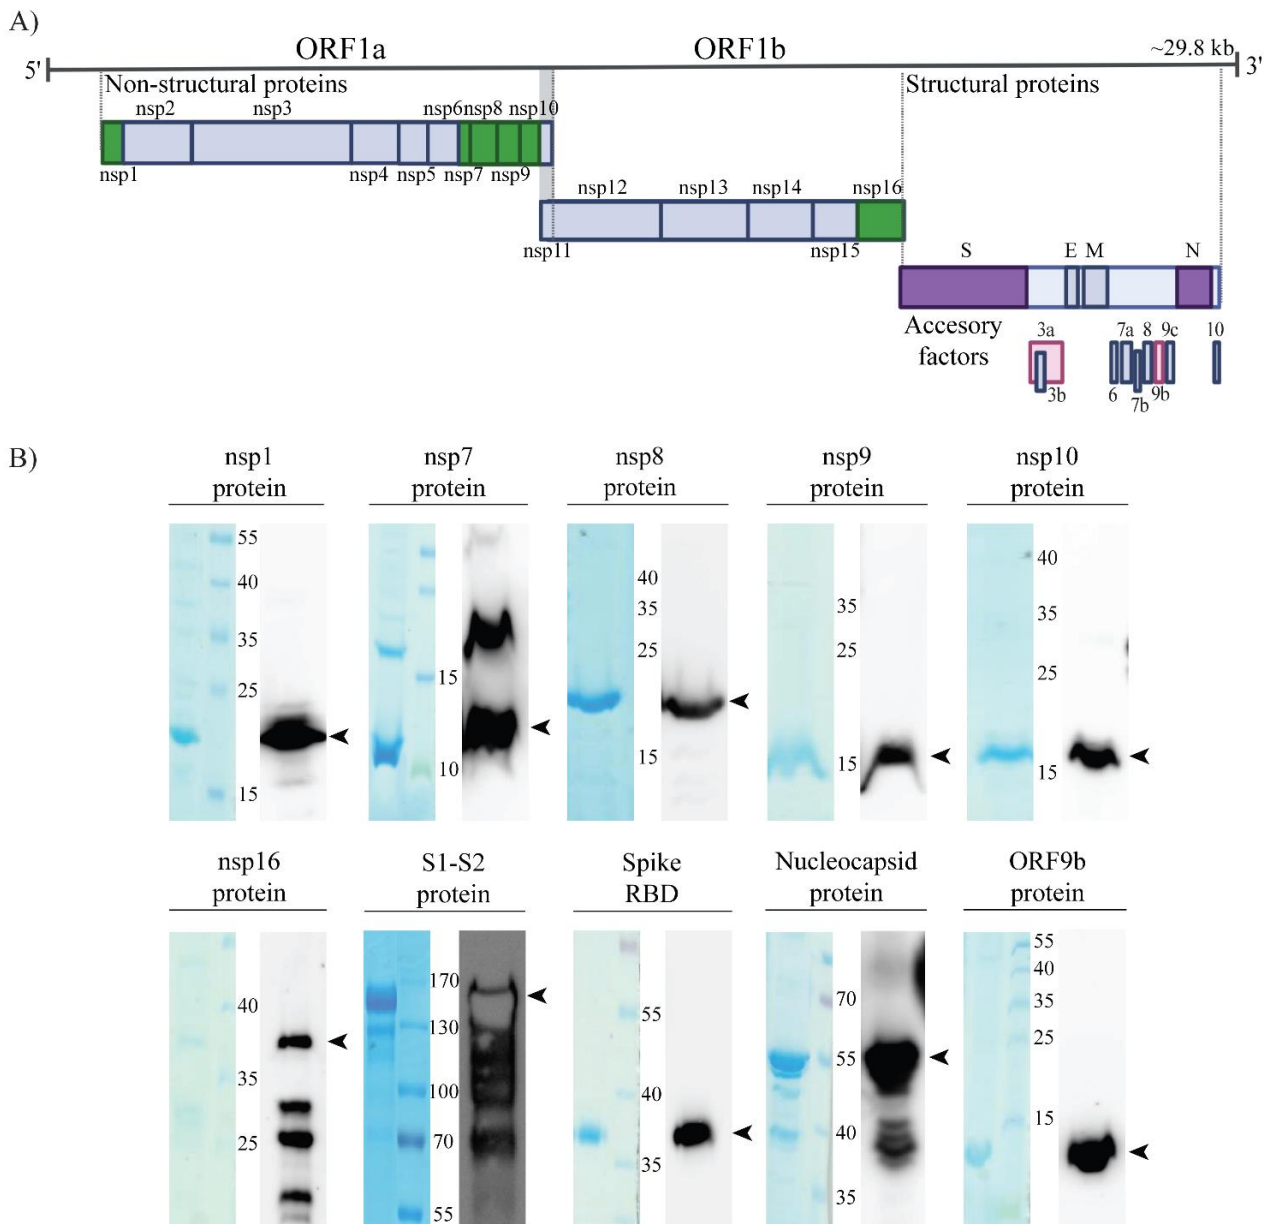 A)
ORF1a ORF1b ~29.8 kb
5' 3'
Non-structural proteins Structural proteins
nsp2 nsp3 nsp6 nsp8 nsp10
nsp1 nsp4 nsp5 nsp7 nsp9
nsp12 nsp13 nsp14 nsp16
nsp11 nsp15
S E M N
Accesory
factors
3a 7a 8 9c 10
3b 6 7b 9b
B)
nsp1 nsp7 nsp8 nsp9 nsp10
protein protein protein protein protein
55
40
35
25
15
15
10
40
35
25
15
35
25
15
40
35
25
15
nsp16 S1-S2 Spike Nucleocapsid ORF9b
protein protein RBD protein protein
40
35
25
170
130
100
70
55
55
40
35
70
55
40
35
55
40
35
25
15